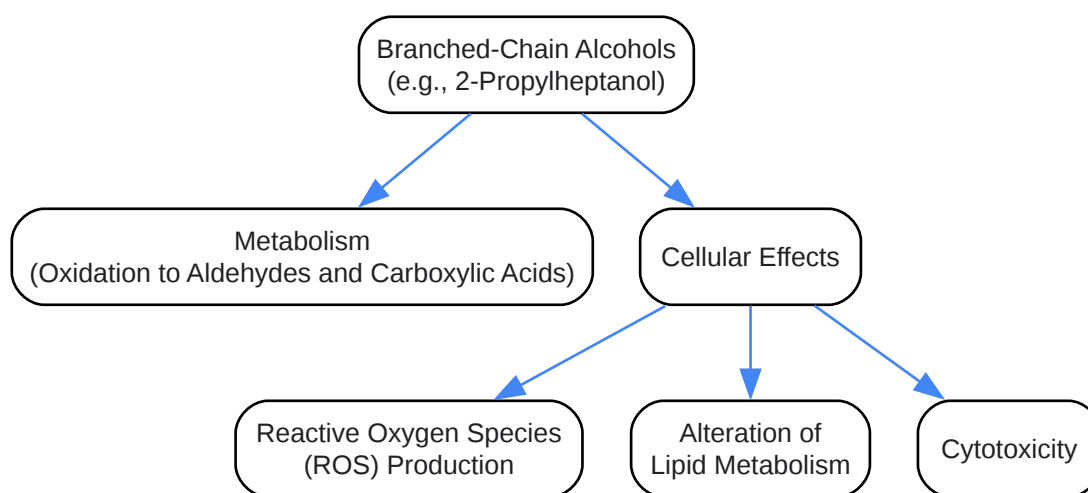 Branched-Chain Alcohols
(e.g., 2-Propylheptanol)
Metabolism
(Oxidation to Aldehydes and Carboxylic Acids)
Cellular Effects
Reactive Oxygen Species
(ROS) Production
Alteration of
Lipid Metabolism
Cytotoxicity